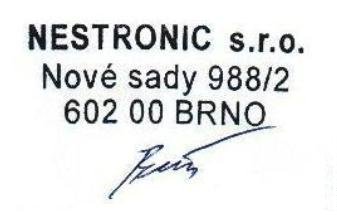 NESTRONIC s.r.o.
Nové sady 988/2
602 00 BRNO